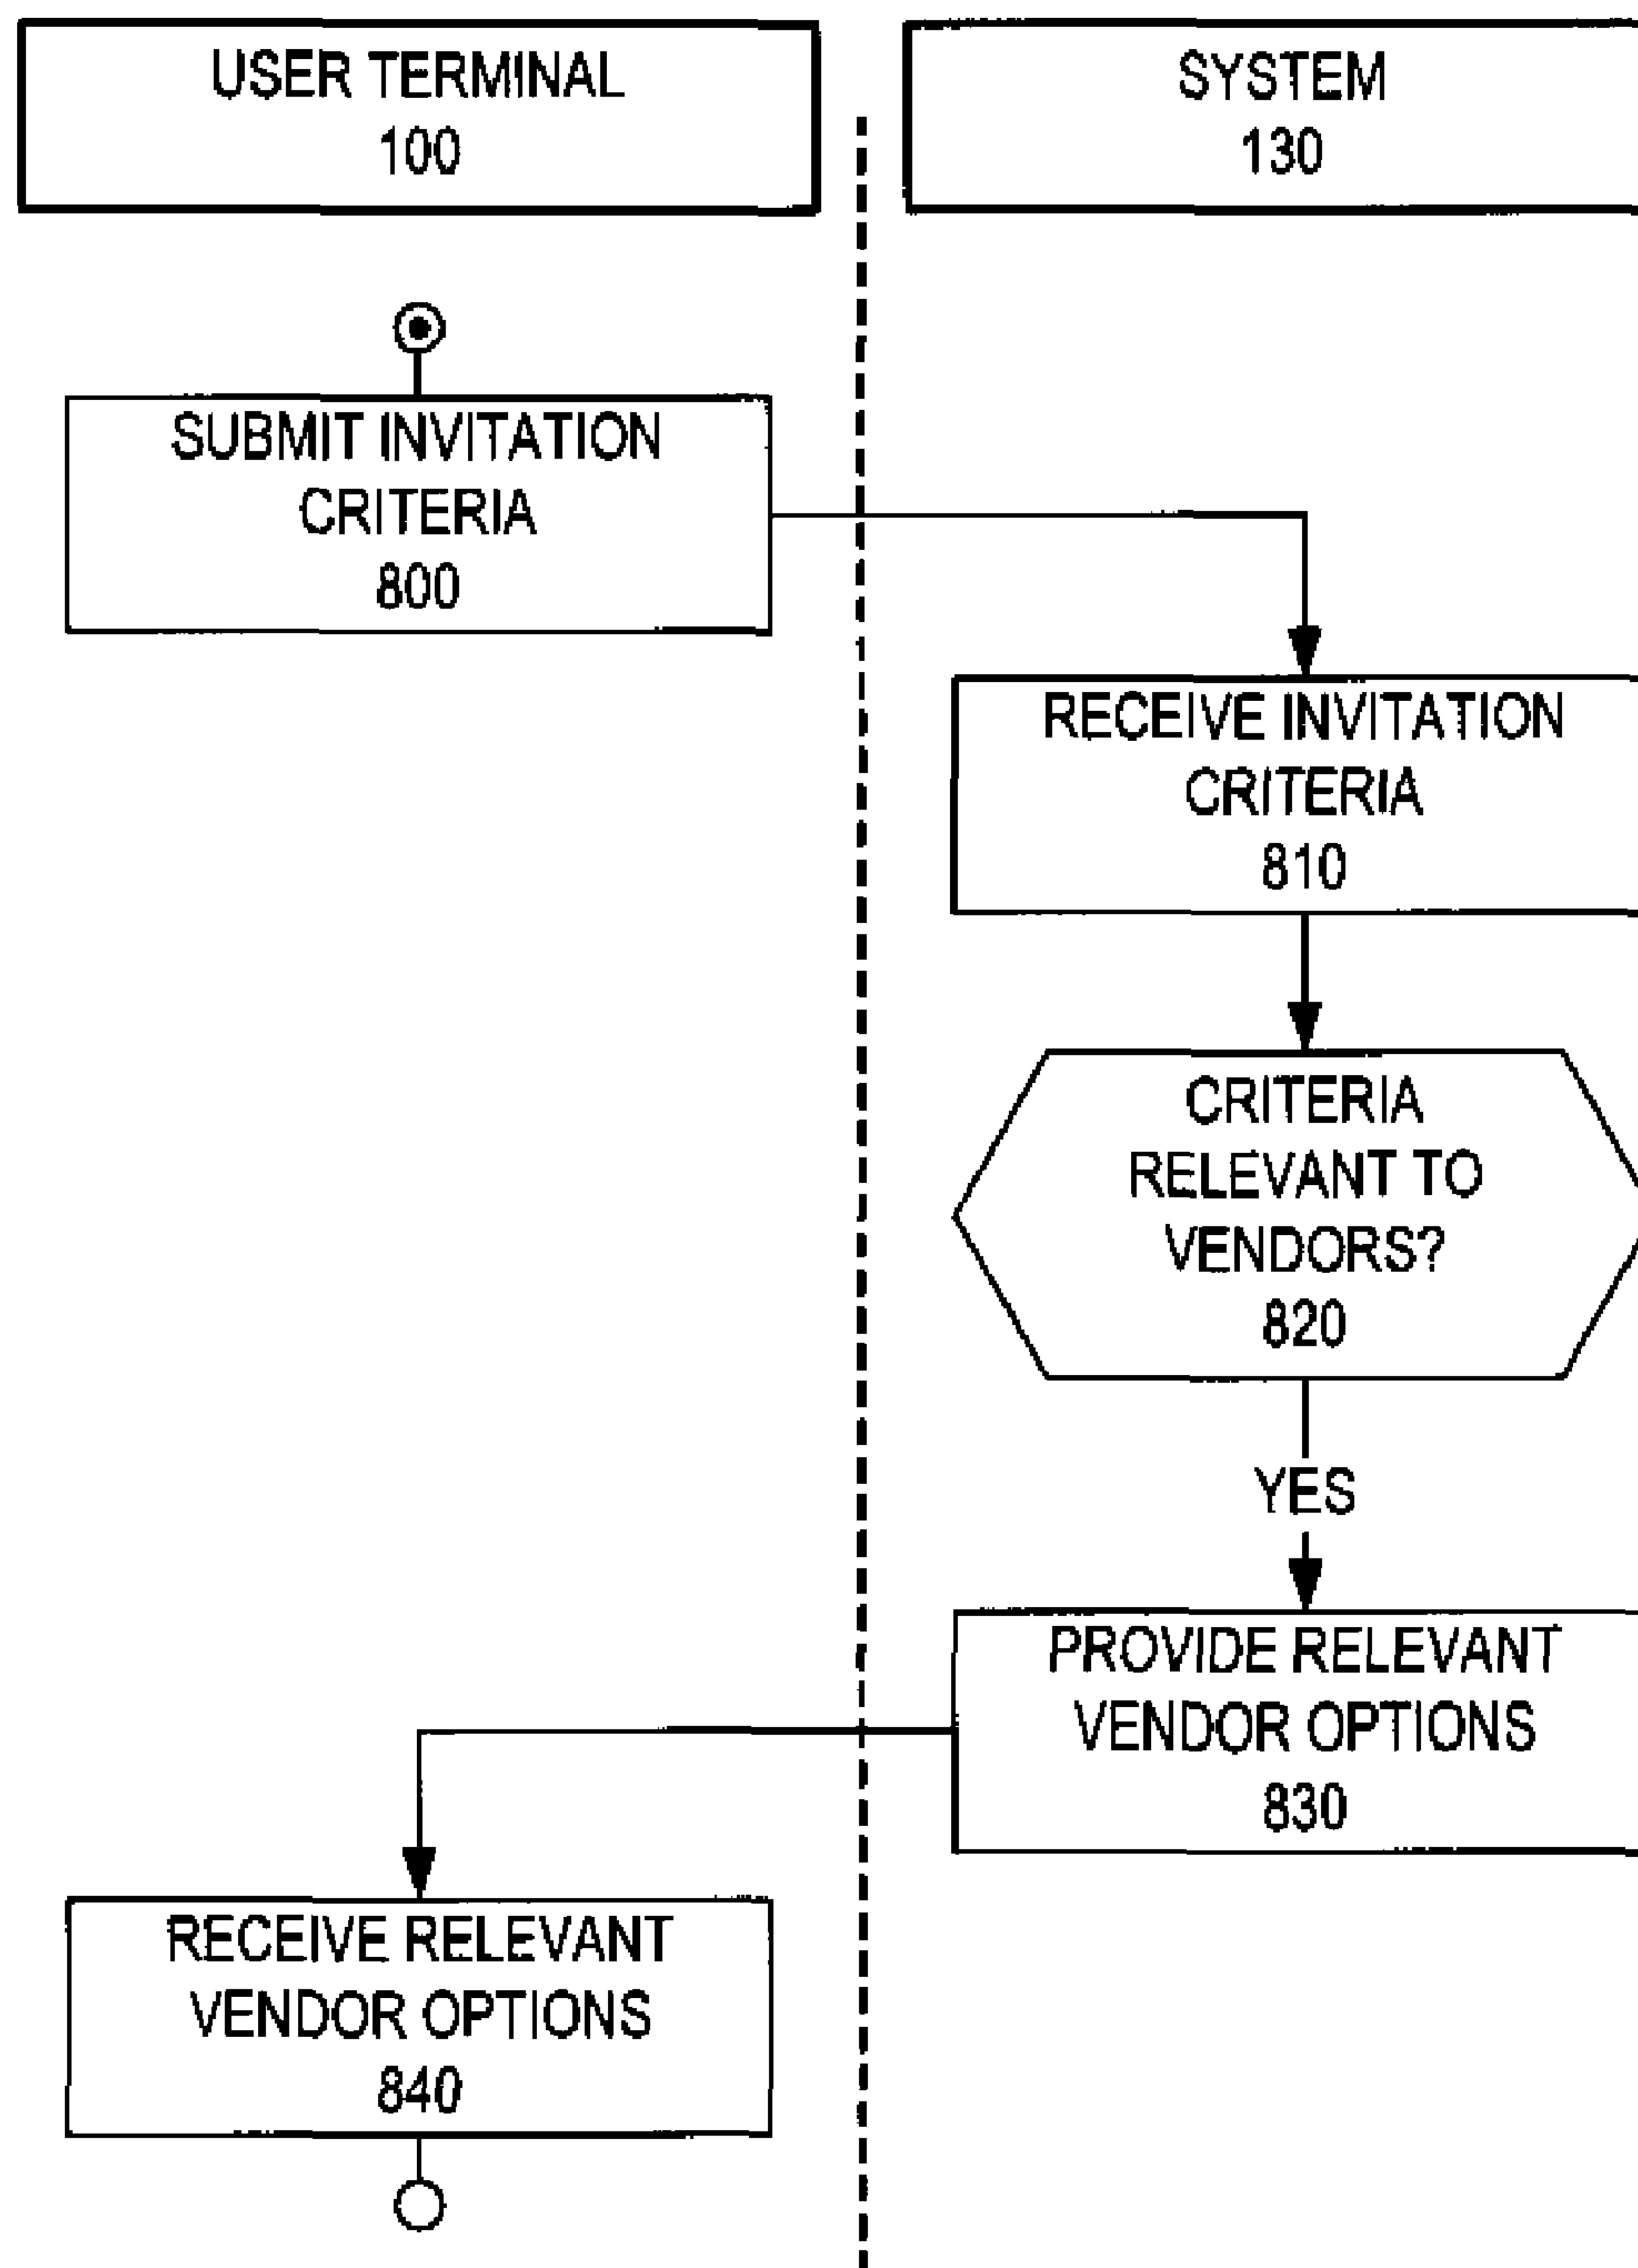 USER TERMINAL
100
SYSTEM
130
SUBMIT INVITATION
CRITERIA
800
RECEIVE INVITATION
CRITERIA
810
CRITERIA
RELEVANT TO
VENDORS?
820
YES
PROVIDE RELEVANT
VENDOR OPTIONS
830
RECEIVE RELEVANT
VENDOR OPTIONS
840